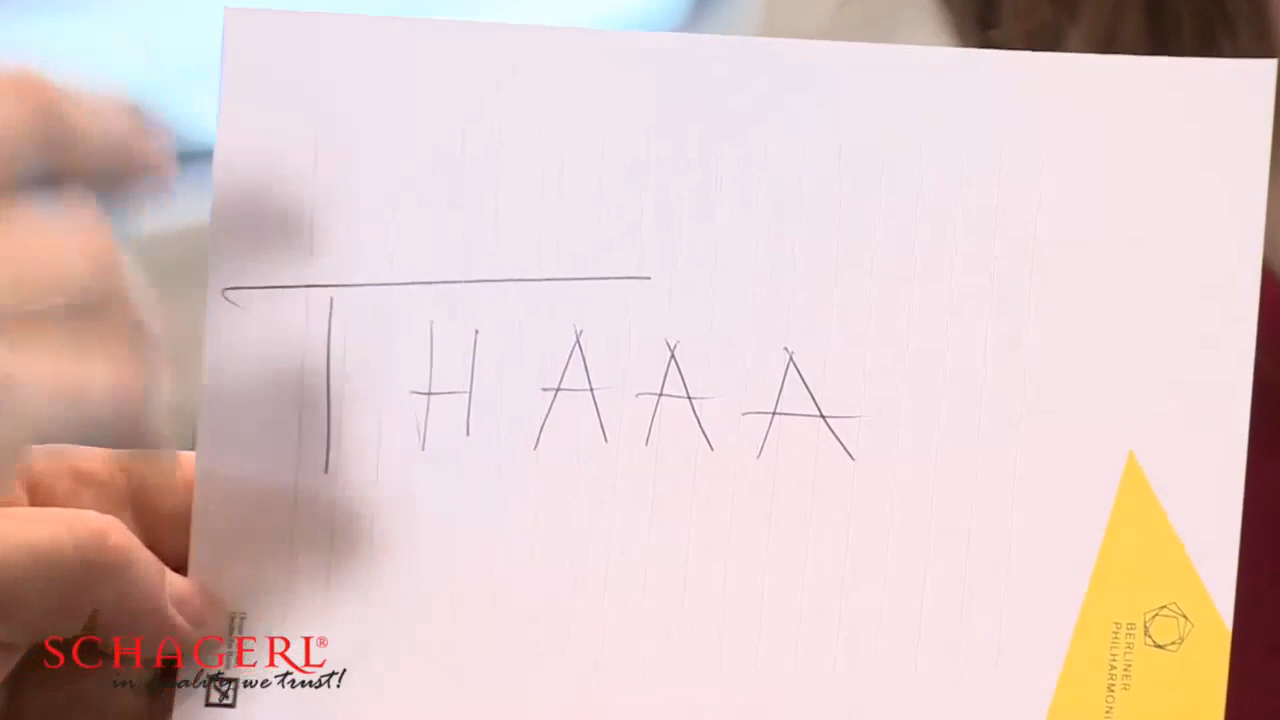 THAAA
SCHAGERL®
in quality we trust!
BERLINER
PHILHARMONI